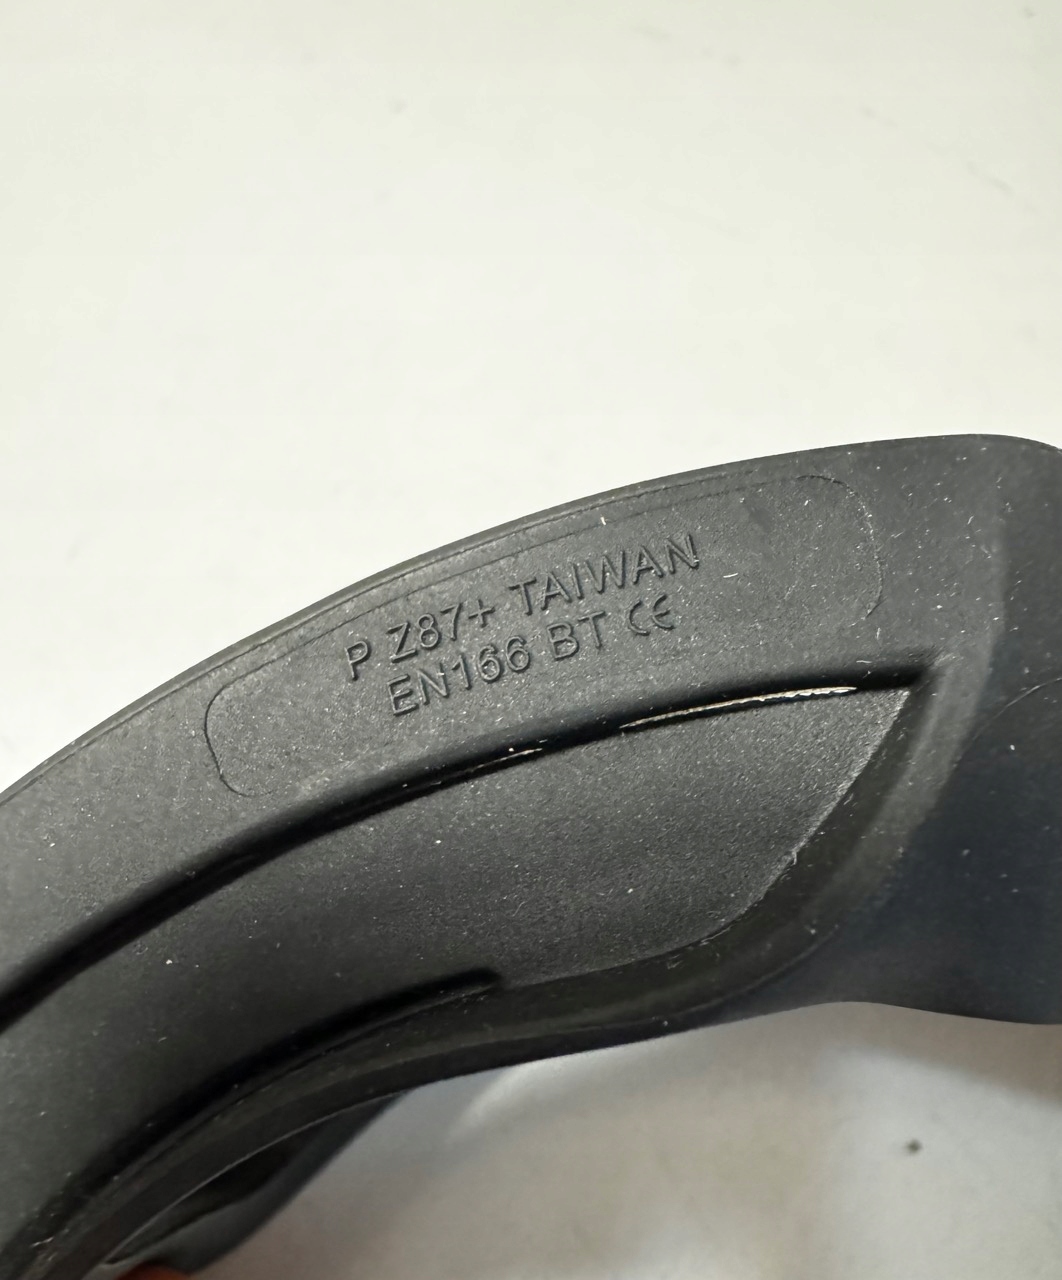 P Z87+ TAIWAN
EN166 BT CE